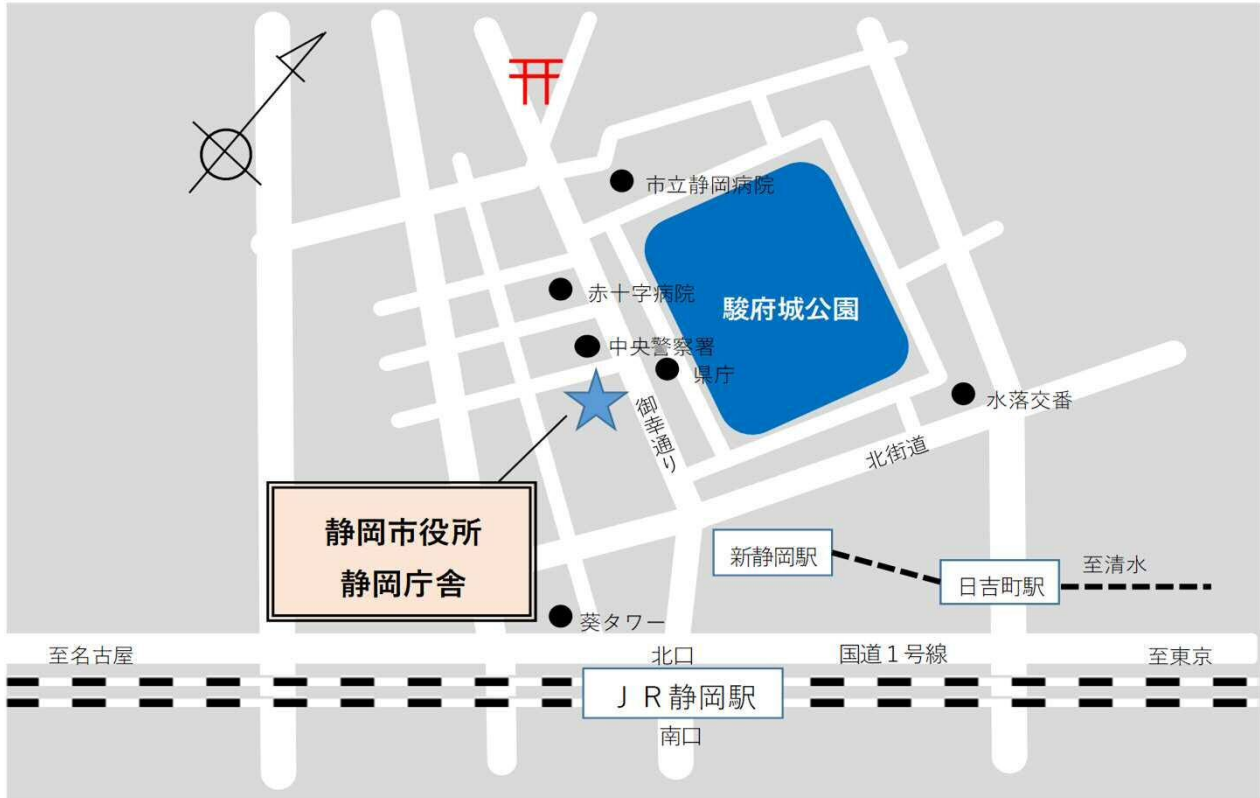 市立静岡病院
赤十字病院
駿府城公園
中央警察署
県庁
水落交番
御幸通り
北街道
静岡市役所
静岡庁舎
新静岡駅
至清水
日吉町駅
葵タワー
至名古屋
北口
国道１号線
至東京
ＪＲ静岡駅
南口